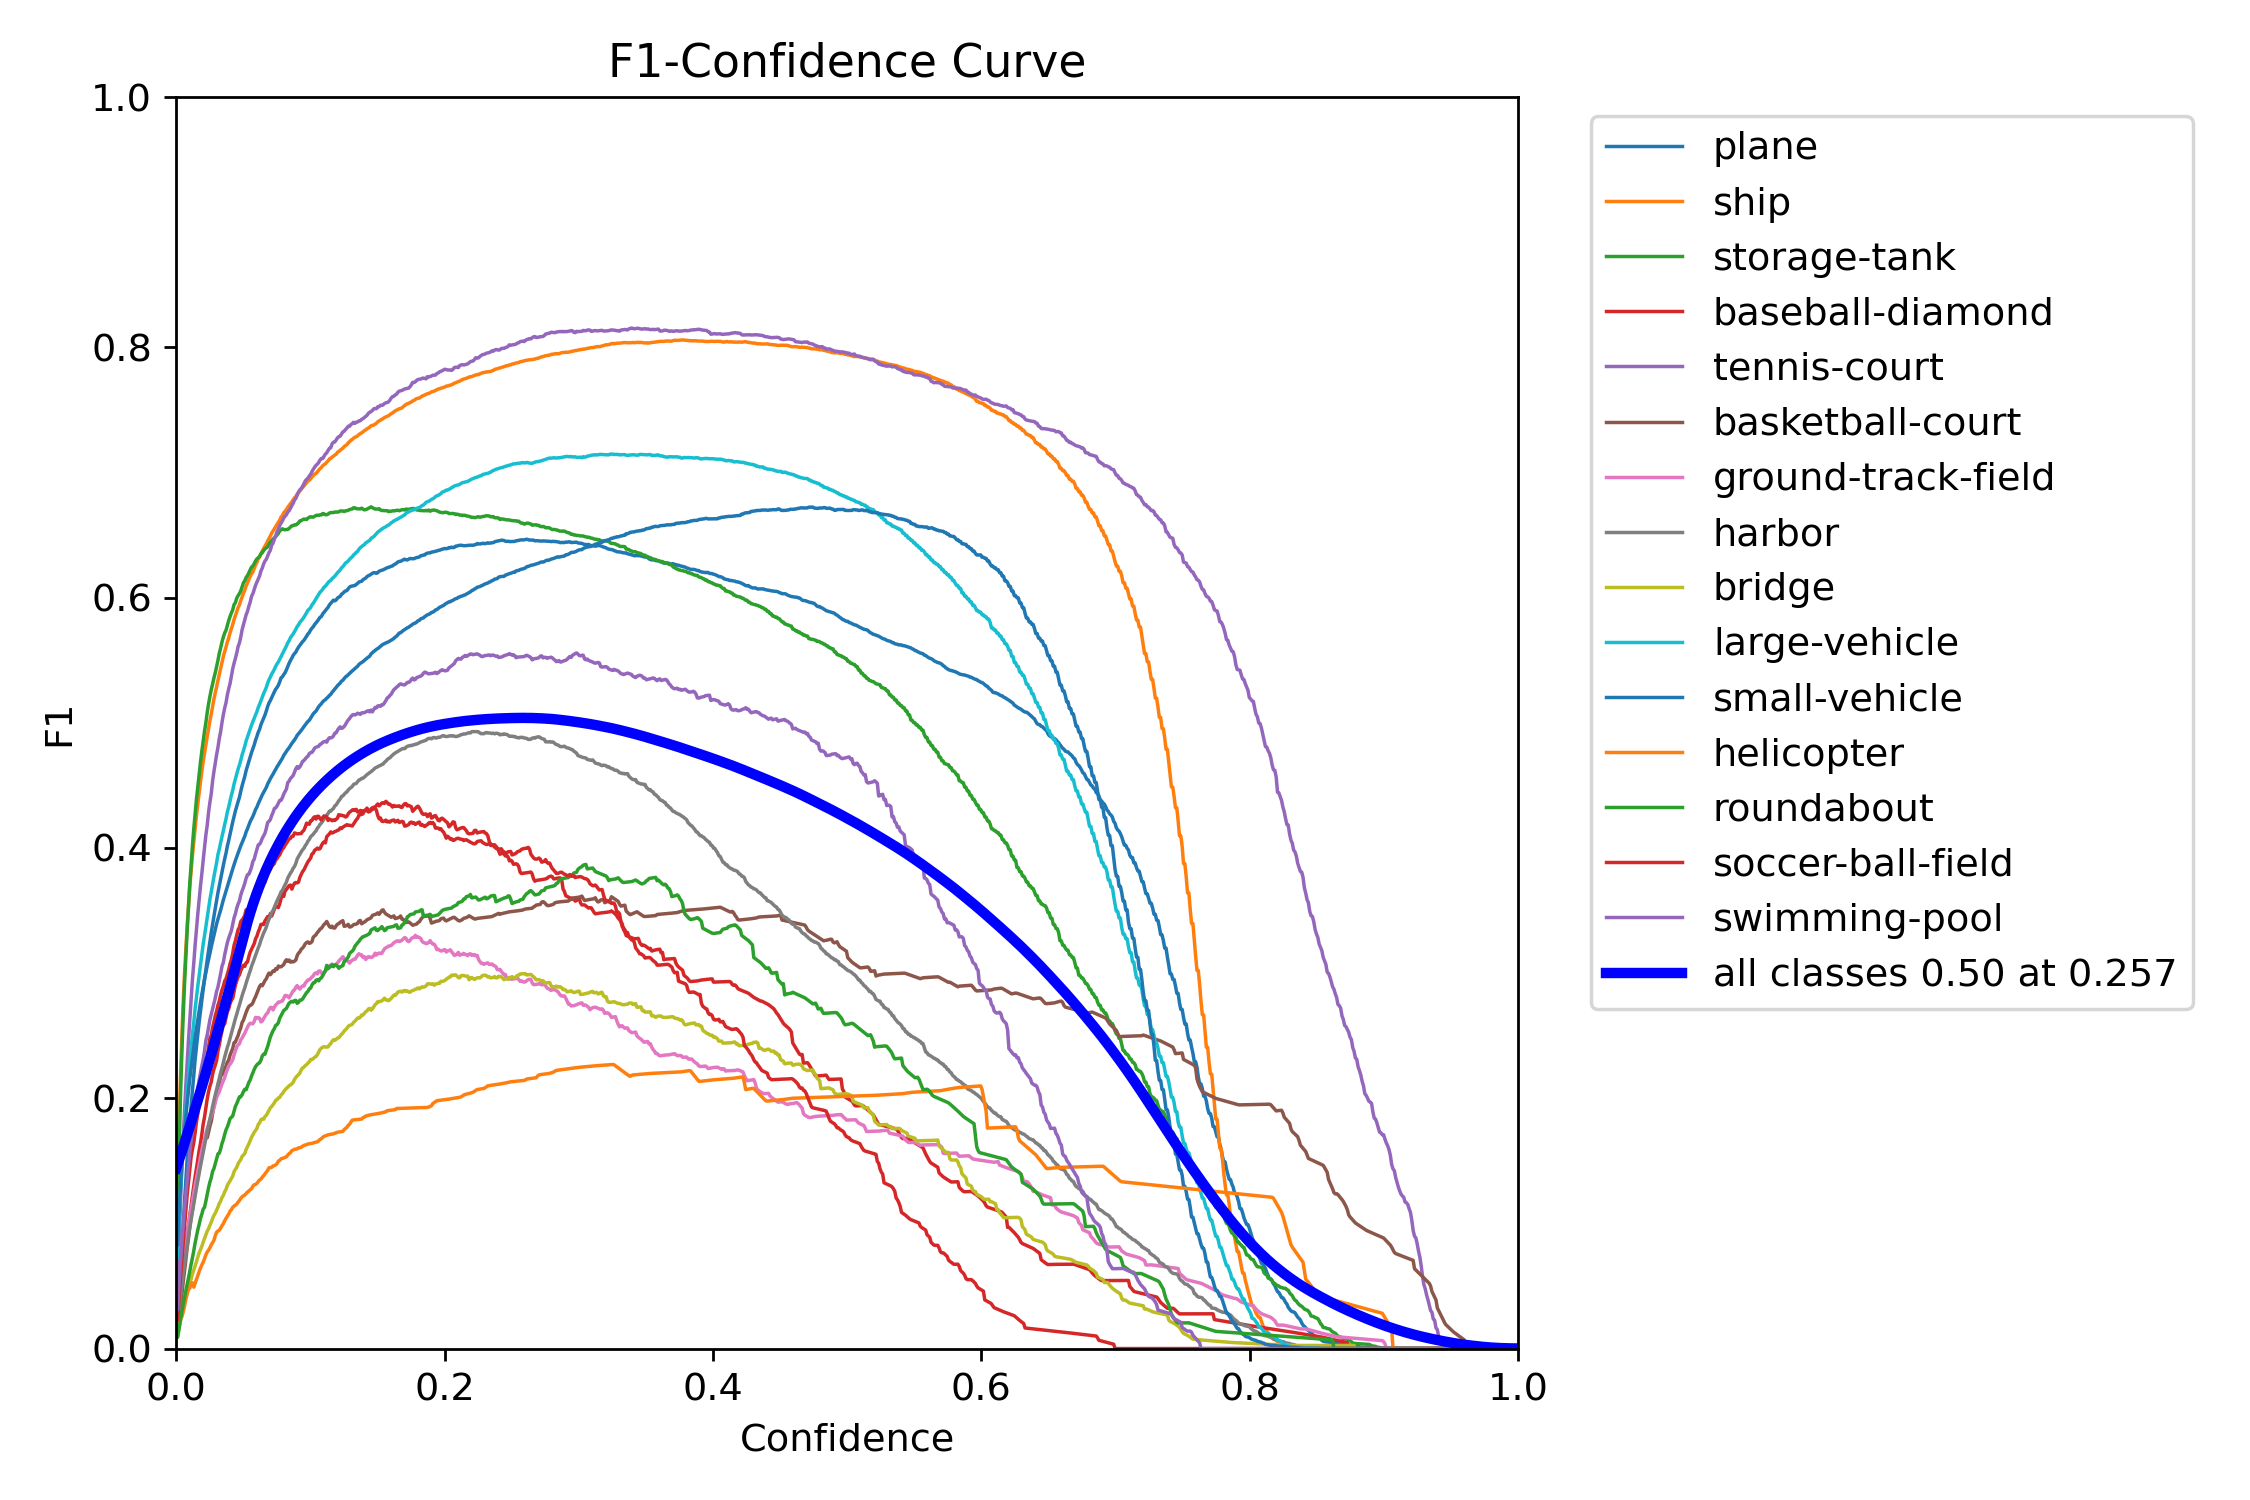 F1-Confidence Curve
1.0
0.8
0.6
0.4
0.2
0.0
F1
0.0 0.2 0.4 0.6 0.8 1.0
Confidence
plane
ship
storage-tank
baseball-diamond
tennis-court
basketball-court
ground-track-field
harbor
bridge
large-vehicle
small-vehicle
helicopter
roundabout
soccer-ball-field
swimming-pool
all classes 0.50 at 0.257